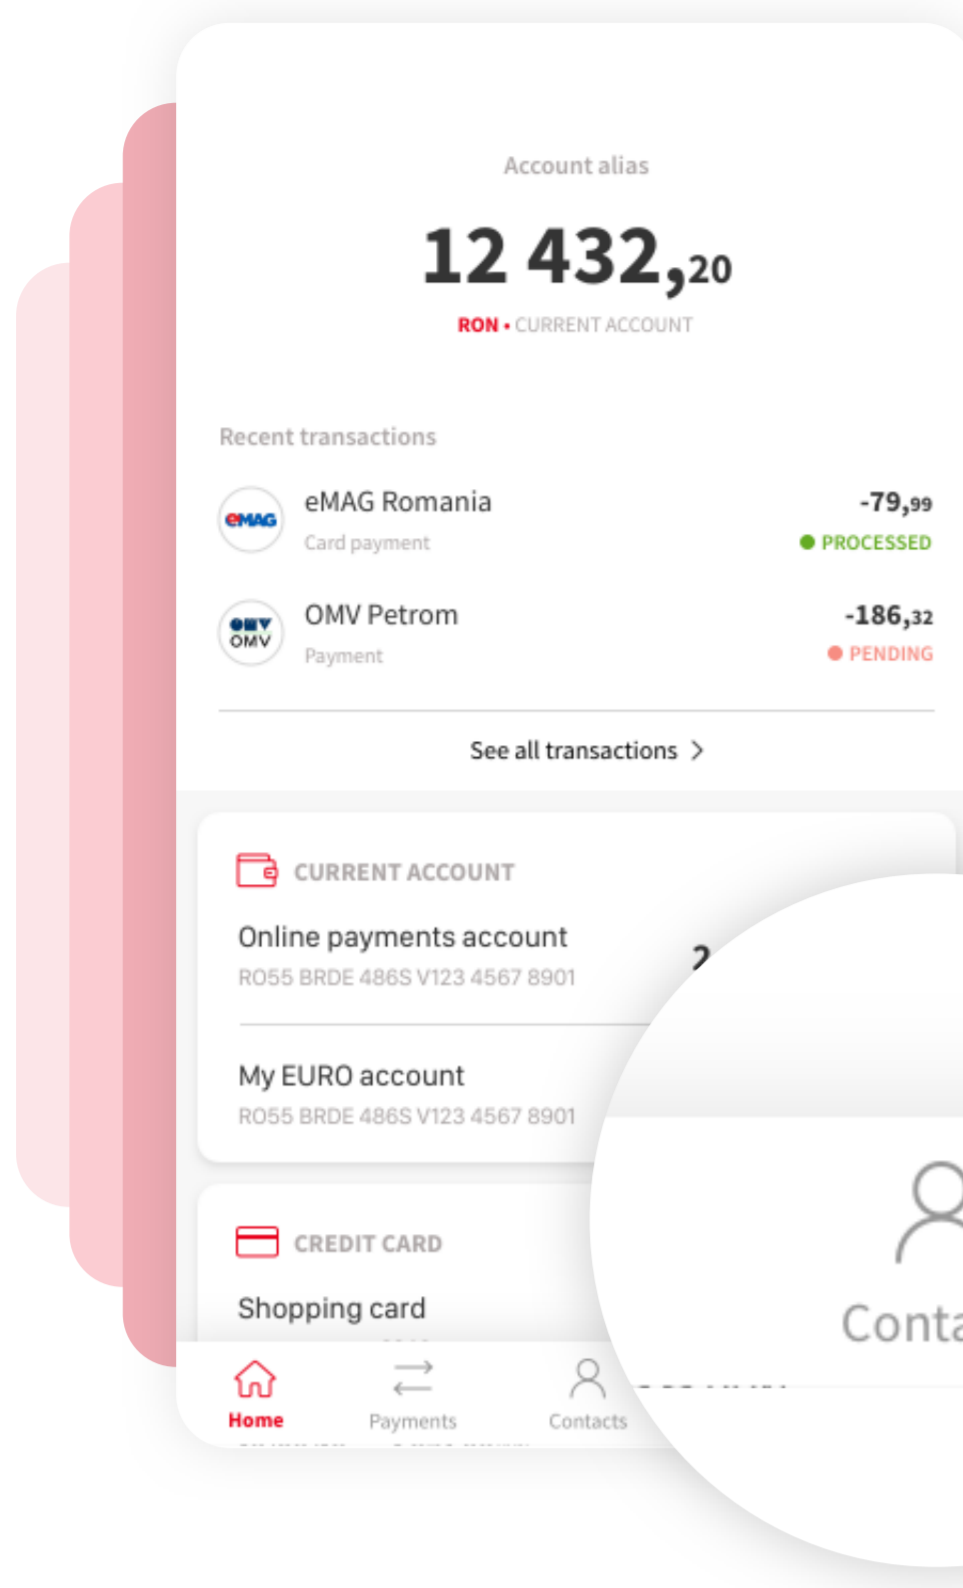 Account alias
12 432,20
RON • CURRENT ACCOUNT
Recent transactions
eMAG
eMAG Romania
-79,99
Card payment
PROCESSED
OMV
OMV Petrom
-186,32
Payment
PENDING
See all transactions >
CURRENT ACCOUNT
Online payments account
2
RO55 BRDE 486S V123 4567 8901
My EURO account
RO55 BRDE 486S V123 4567 8901
CREDIT CARD
Shopping card
Home
Payments
Contacts
Conta